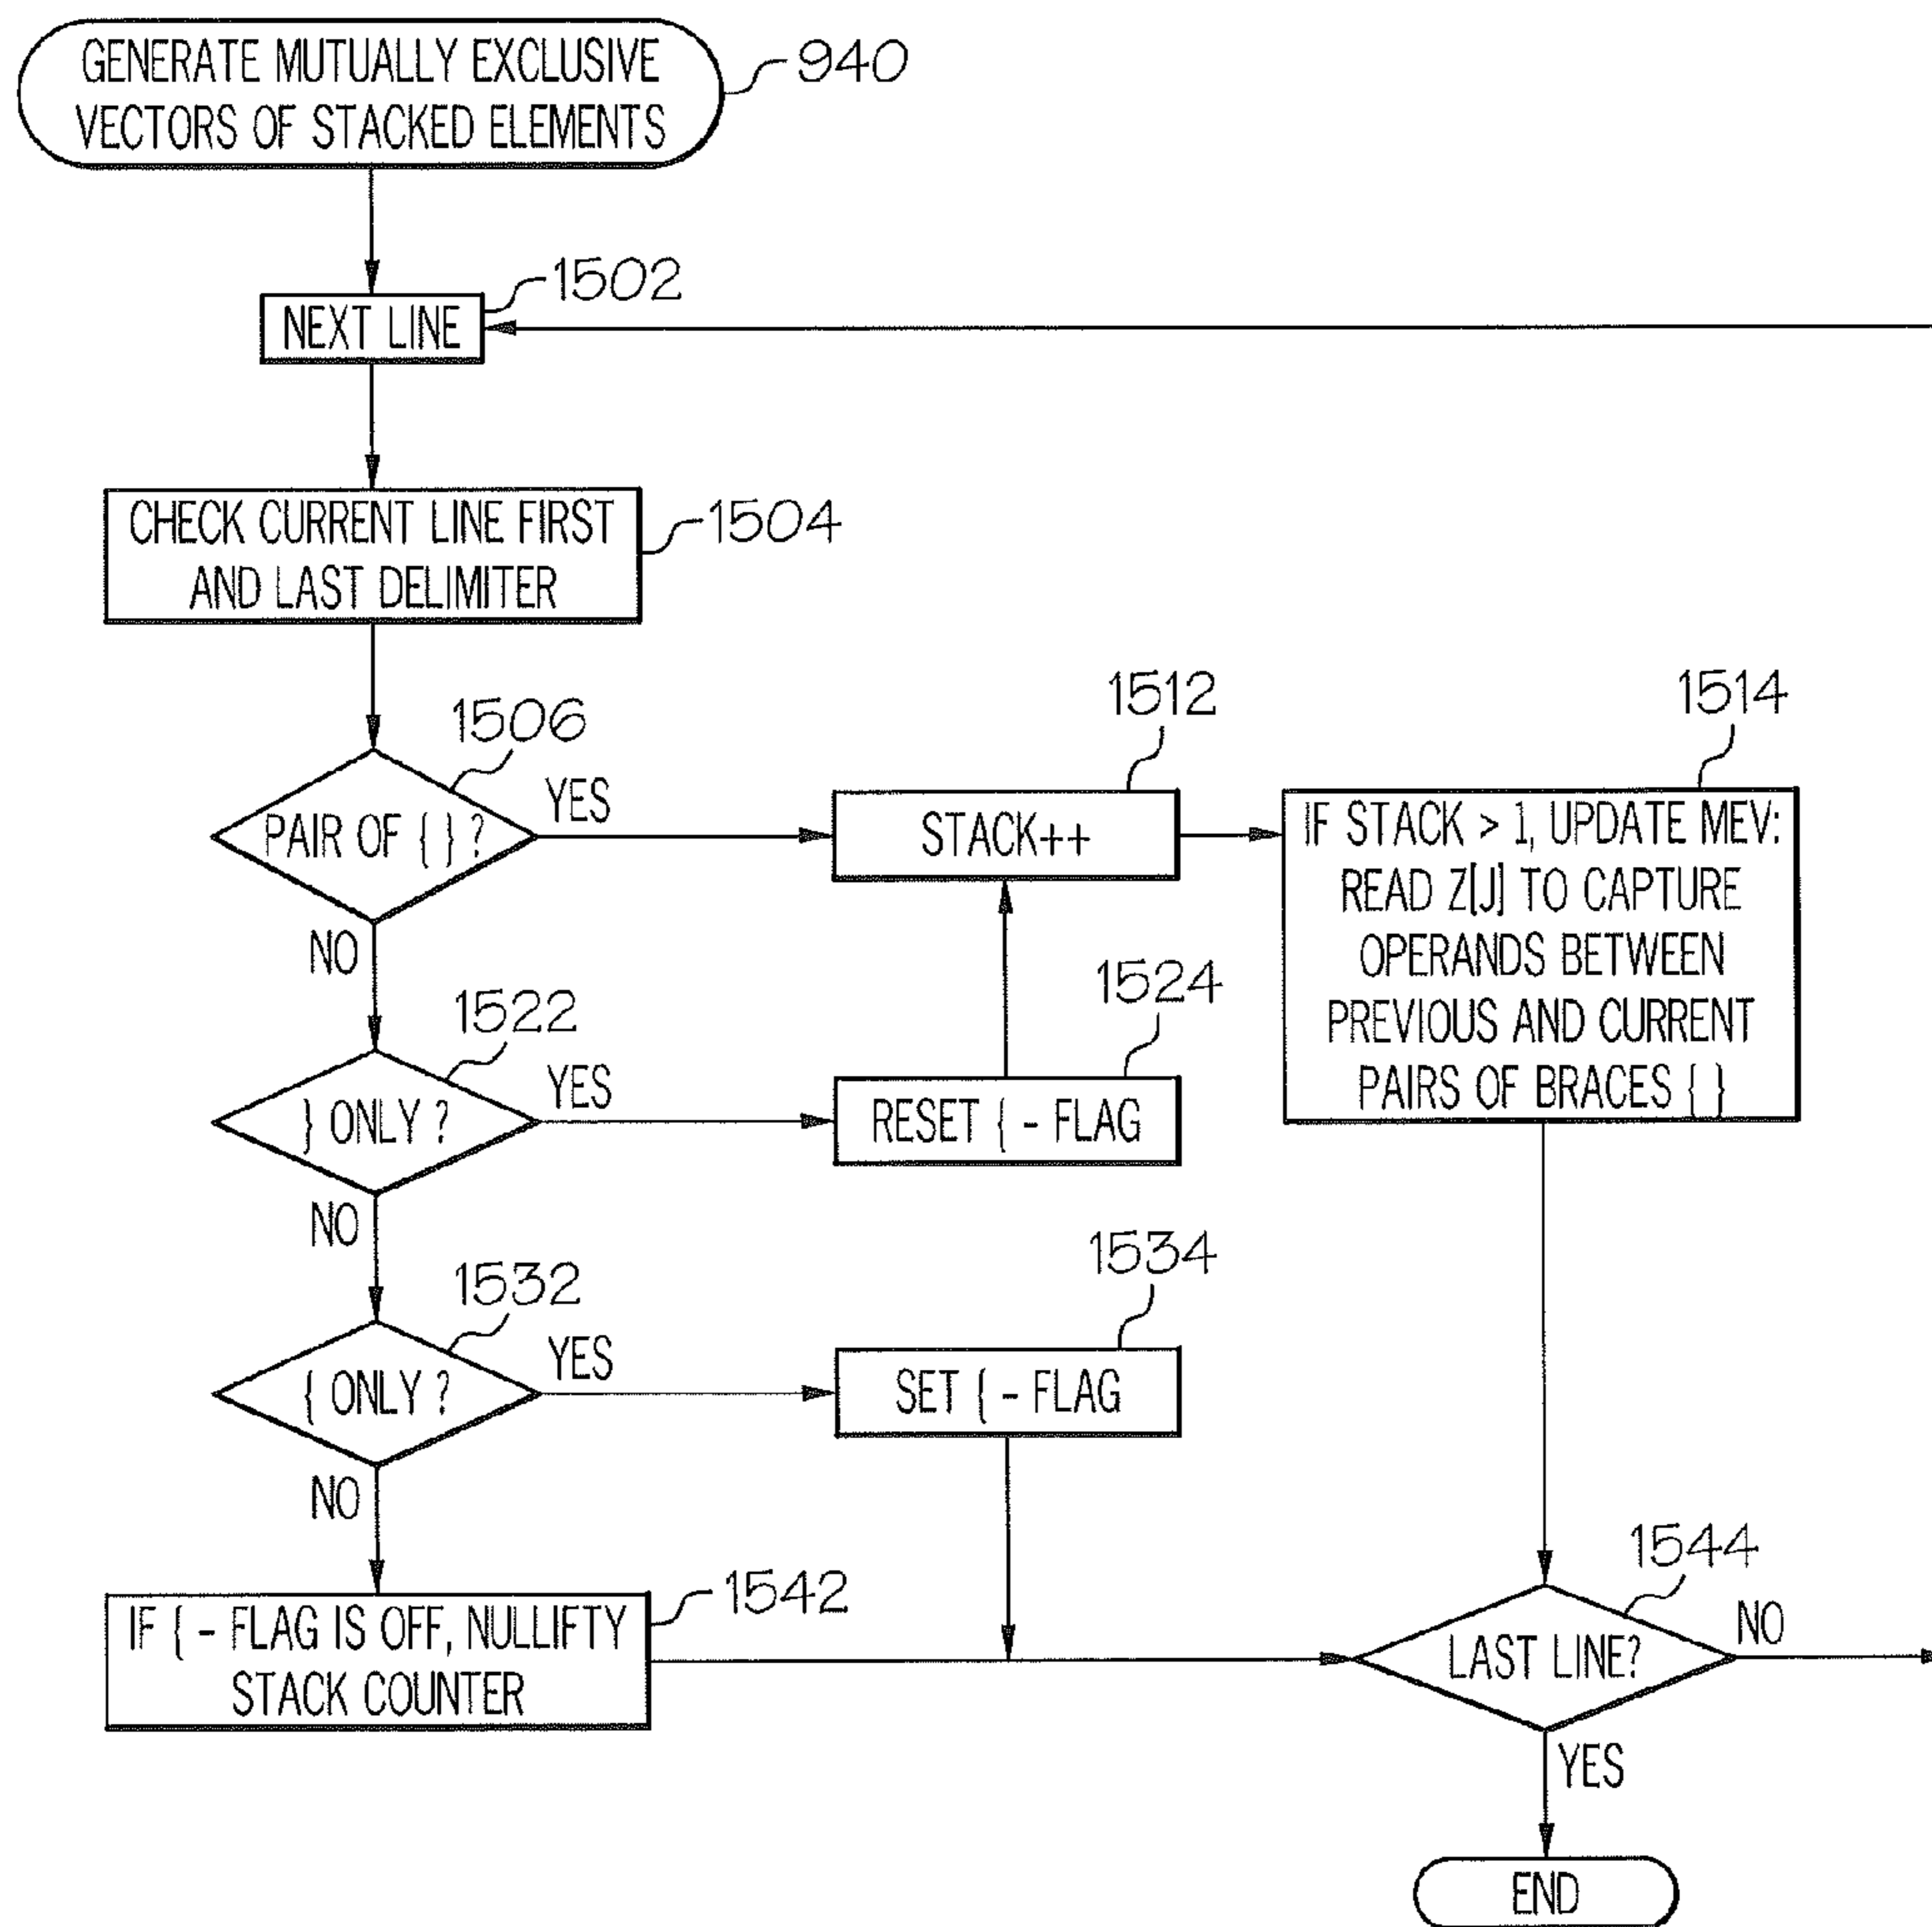 GENERATE MUTUALLY EXCLUSIVE
VECTORS OF STACKED ELEMENTS
940
1502
NEXT LINE
CHECK CURRENT LINE FIRST
AND LAST DELIMITER
1504
1506
PAIR OF { } ?
YES
NO
1512
STACK++
1514
IF STACK > 1, UPDATE MEV:
READ Z[J] TO CAPTURE
OPERANDS BETWEEN
PREVIOUS AND CURRENT
PAIRS OF BRACES { }
1522
} ONLY ?
YES
NO
1524
RESET { - FLAG
1532
{ ONLY ?
YES
NO
1534
SET { - FLAG
IF { - FLAG IS OFF, NULLIFTY
STACK COUNTER
1542
1544
LAST LINE?
NO
YES
END